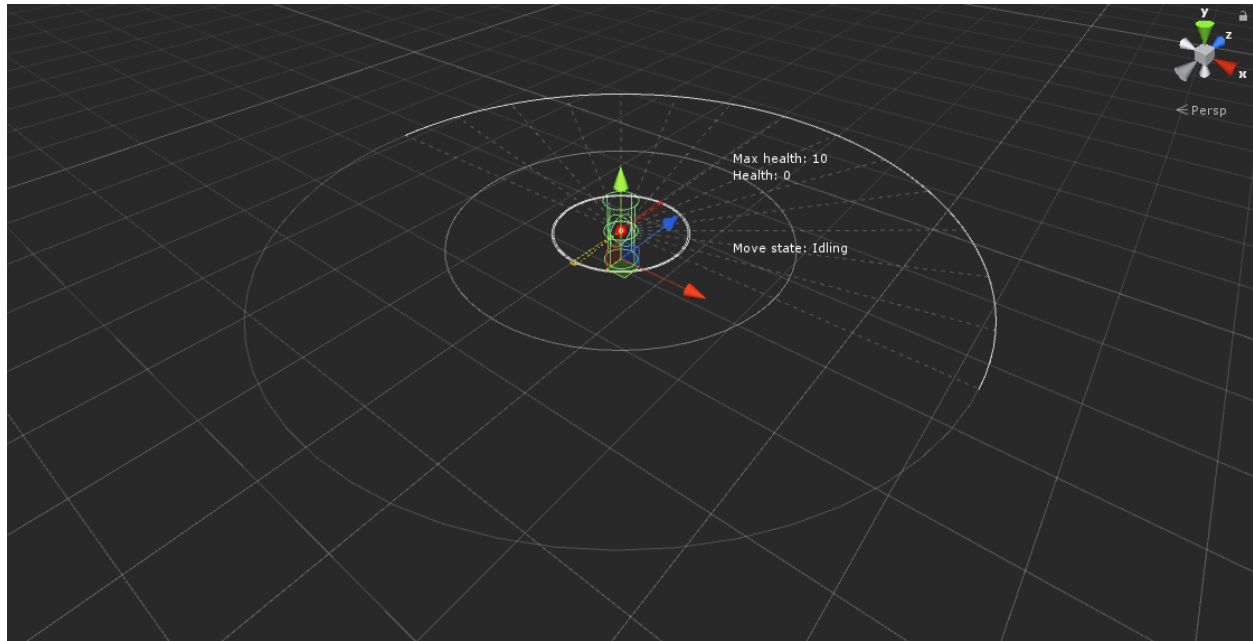 y
z
x
< Persp
Max health: 10
Health: 0
Move state: Idling